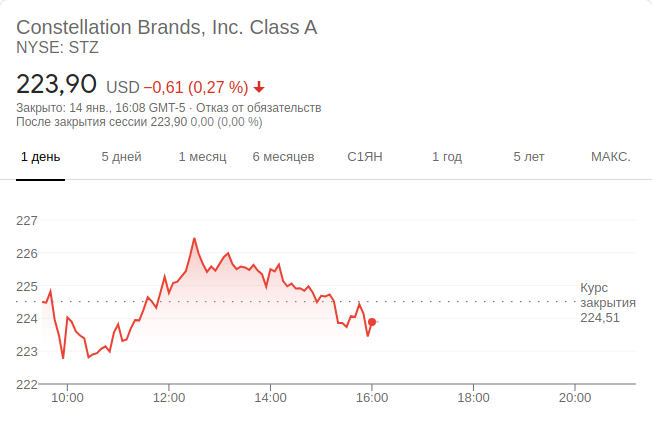 Constellation Brands, Inc. Class A
NYSE: STZ
223,90 USD −0,61 (0,27 %)
Закрыто: 14 янв., 16:08 GMT-5 · Отказ от обязательств
После закрытия сессии 223,90 0,00 (0,00 %)
1 день 5 дней 1 месяц 6 месяцев С1ЯН 1 год 5 лет МАКС.
227
226
225
224
223
222
Курс
закрытия
224,51
10:00 12:00 14:00 16:00 18:00 20:00